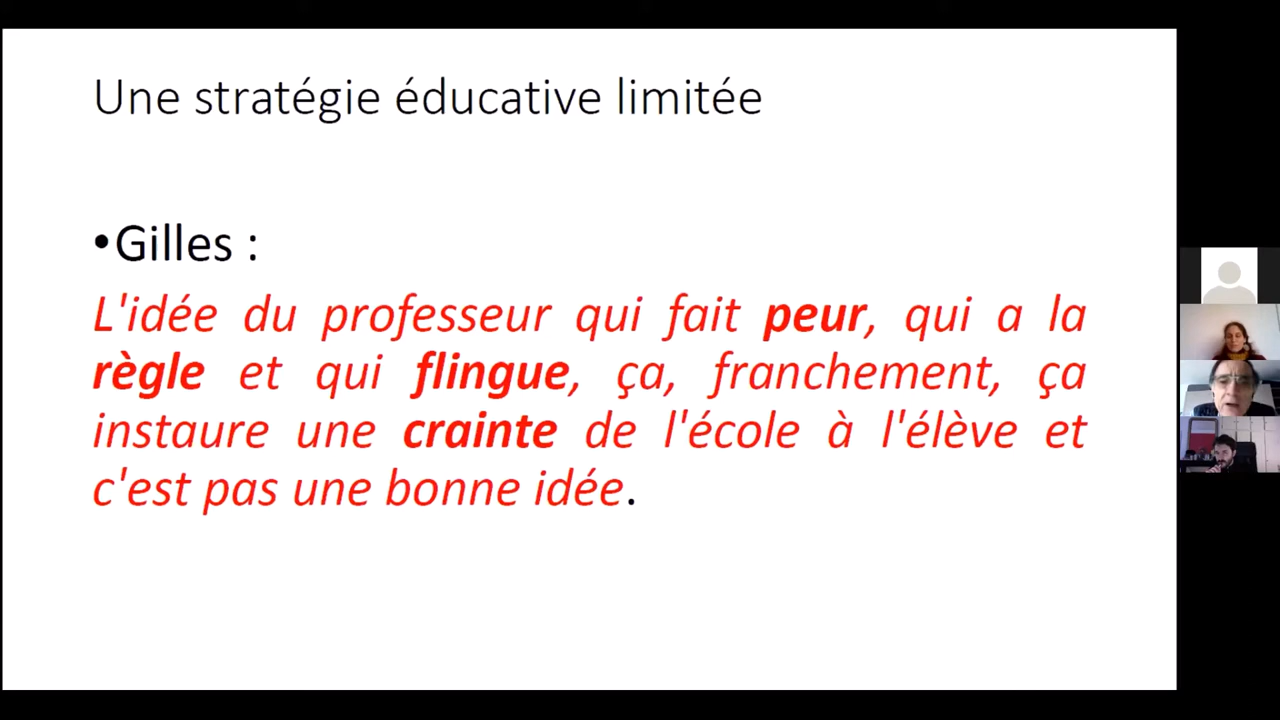 Une stratégie éducative limitée
•Gilles :
L'idée du professeur qui fait peur, qui a la
règle et qui flingue, ça, franchement, ça
instaure une crainte de l'école à l'élève et
c'est pas une bonne idée.